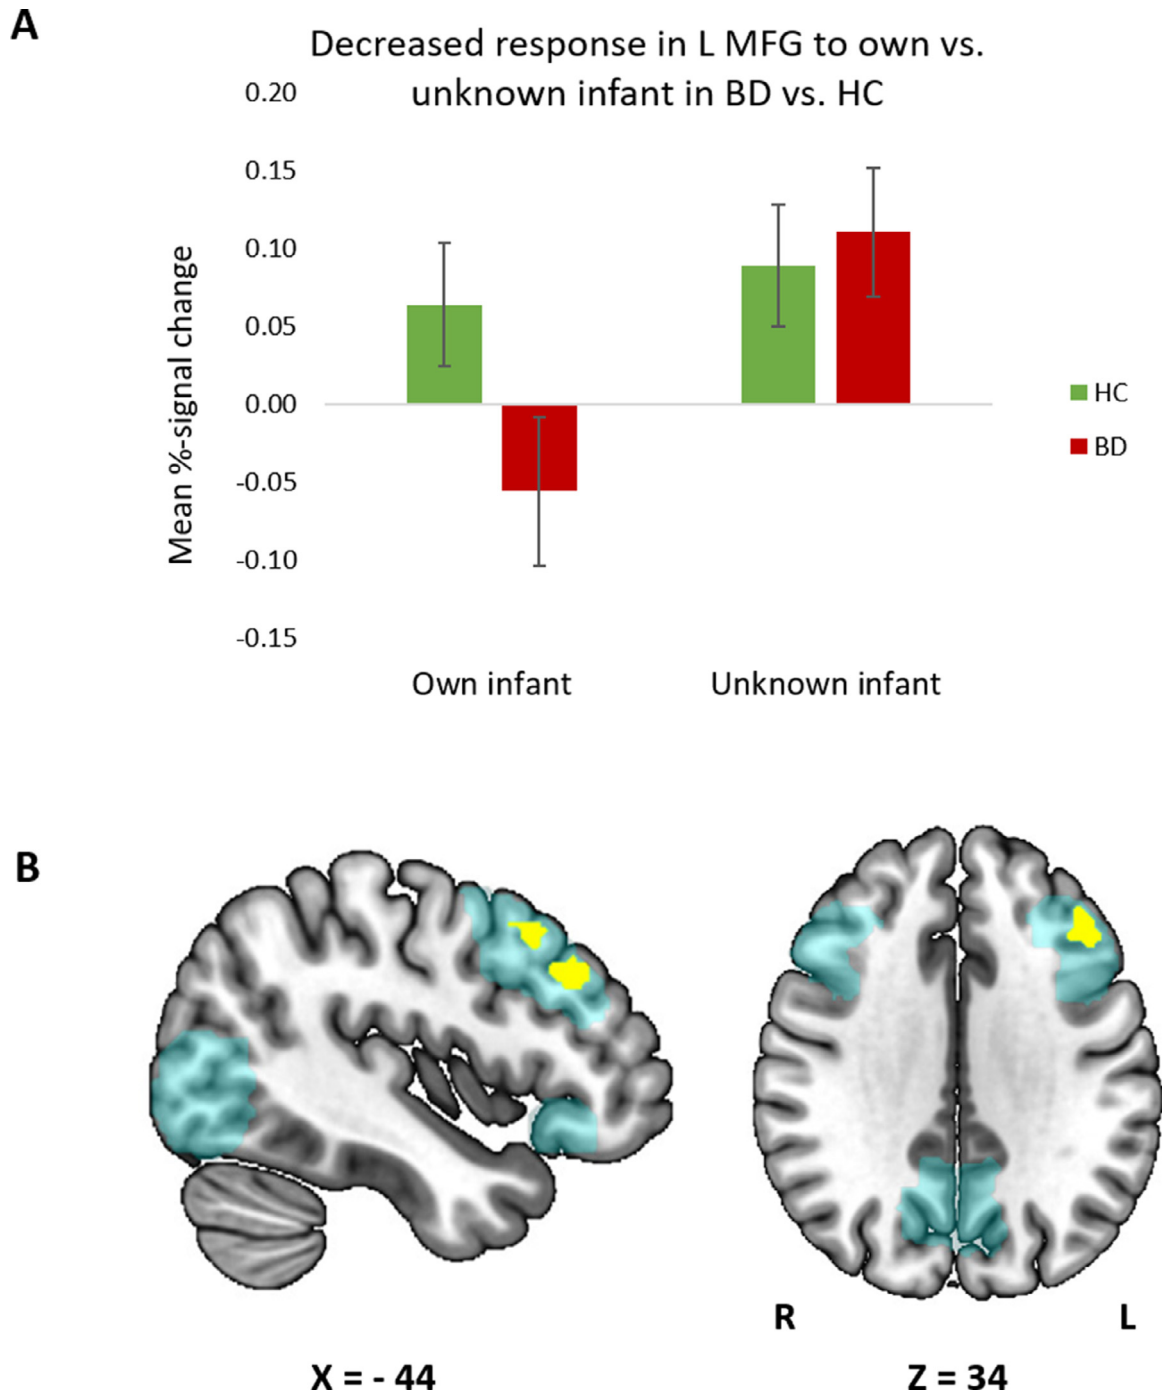 A
Decreased response in L MFG to own vs.
unknown infant in BD vs. HC
0.20
0.15
0.10
0.05
0.00
-0.05
-0.10
-0.15
Mean %-signal change
HC
BD
Own infant
Unknown infant
B
R
L
X = - 44
Z = 34